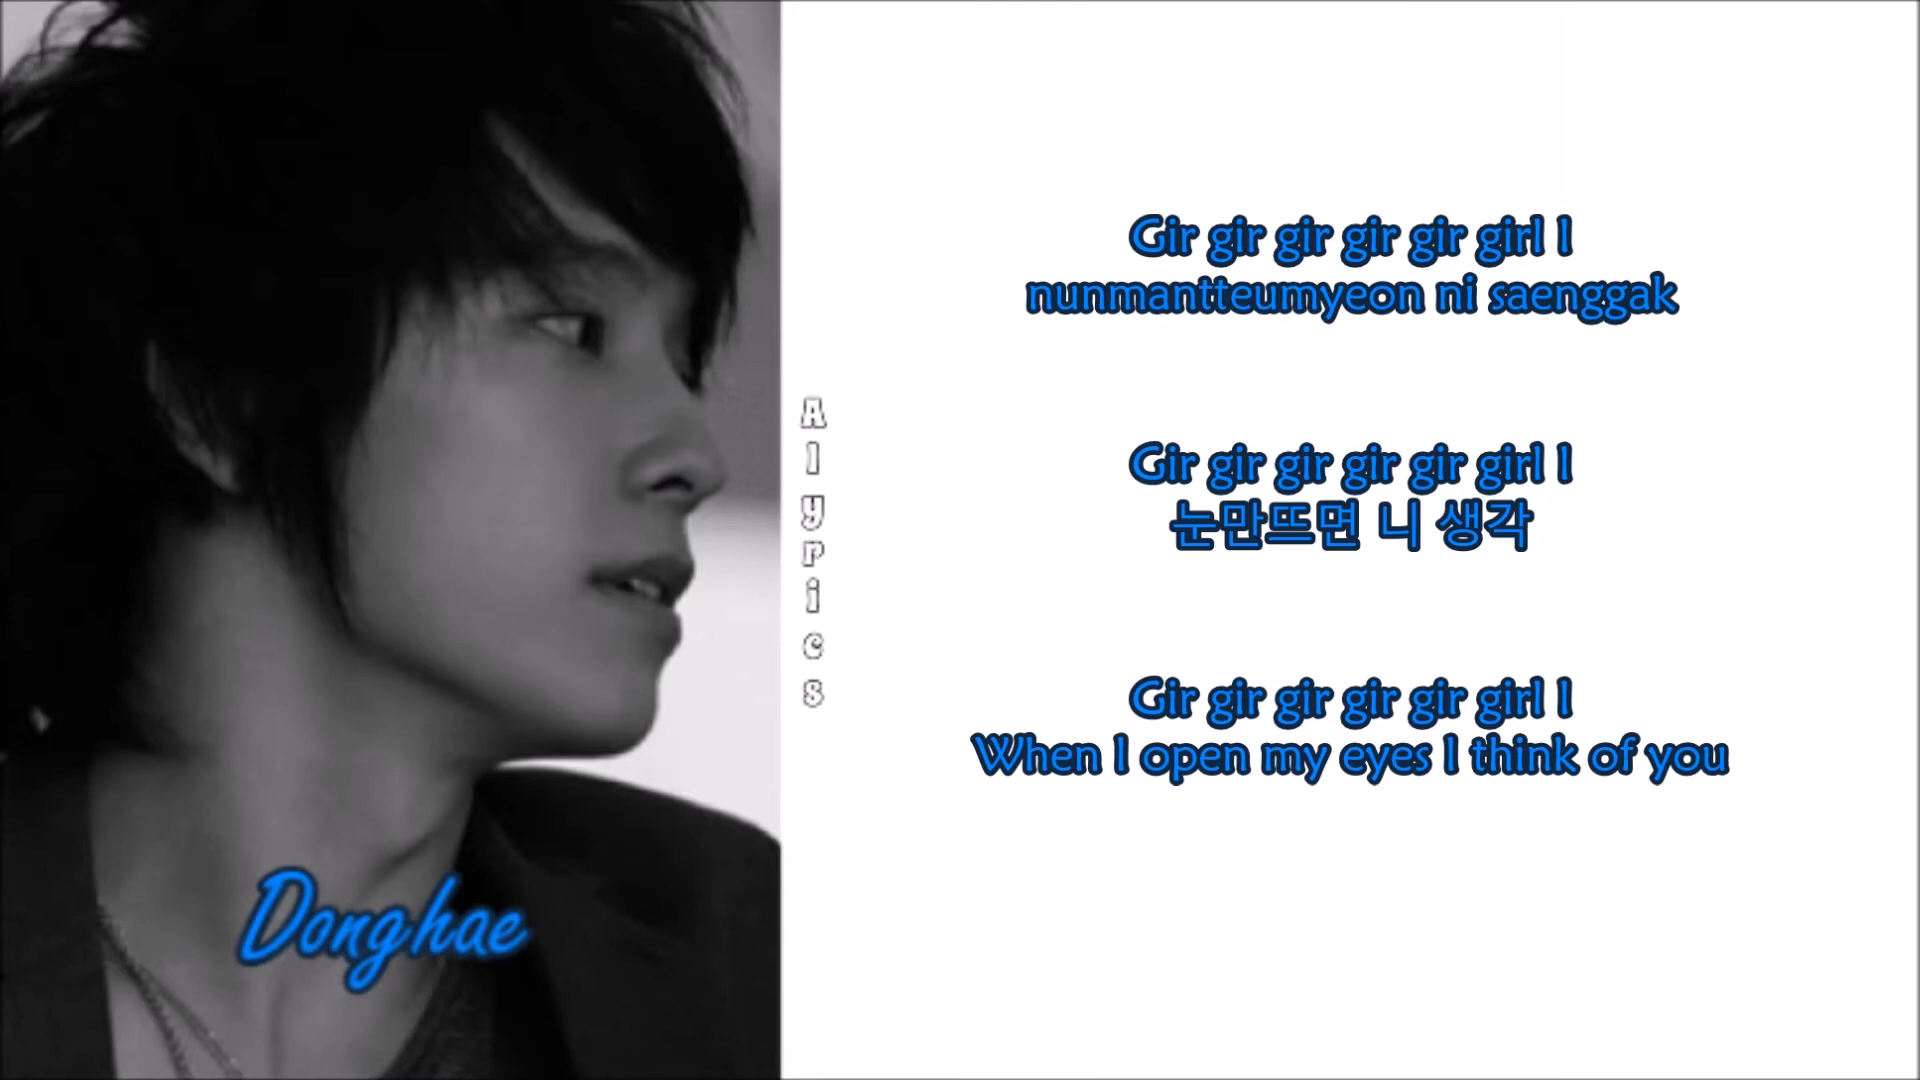 Gir gir gir gir gir girl I
nunmantteumyeon ni saenggak
Gir gir gir gir gir girl I
눈만뜨면 니 생각
Gir gir gir gir gir girl I
When I open my eyes I think of you
Alyrics
Donghae